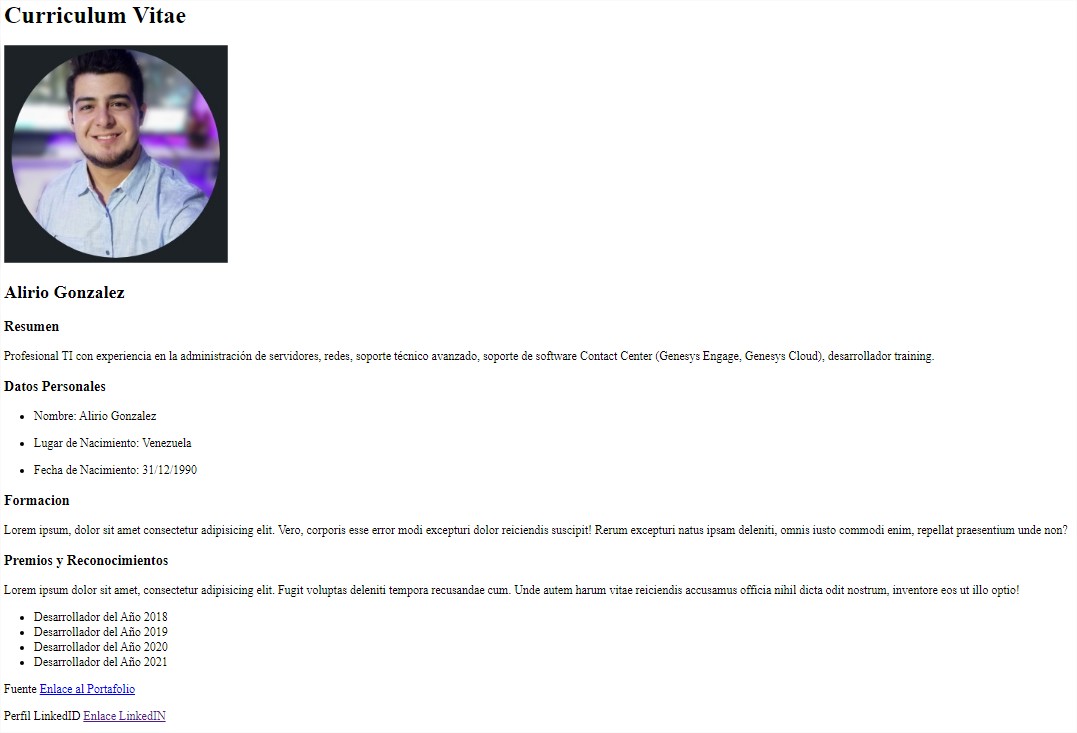 Curriculum Vitae
Alirio Gonzalez
Resumen
Profesional TI con experiencia en la administración de servidores, redes, soporte técnico avanzado, soporte de software Contact Center (Genesys Engage, Genesys Cloud), desarrollador training.
Datos Personales
• Nombre: Alirio Gonzalez
• Lugar de Nacimiento: Venezuela
• Fecha de Nacimiento: 31/12/1990
Formacion
Lorem ipsum, dolor sit amet consectetur adipisicing elit. Vero, corporis esse error modi excepturi dolor reiciendis suscipit! Rerum excepturi natus ipsam deleniti, omnis iusto commodi enim, repellat praesentium unde non?
Premios y Reconocimientos
Lorem ipsum dolor sit amet, consectetur adipisicing elit. Fugit voluptas deleniti tempora recusandae cum. Unde autem harum vitae reiciendis accusamus officia nihil dicta odit nostrum, inventore eos ut illo optio!
• Desarrollador del Año 2018
• Desarrollador del Año 2019
• Desarrollador del Año 2020
• Desarrollador del Año 2021
Fuente Enlace al Portafolio
Perfil LinkedID Enlace LinkedIN